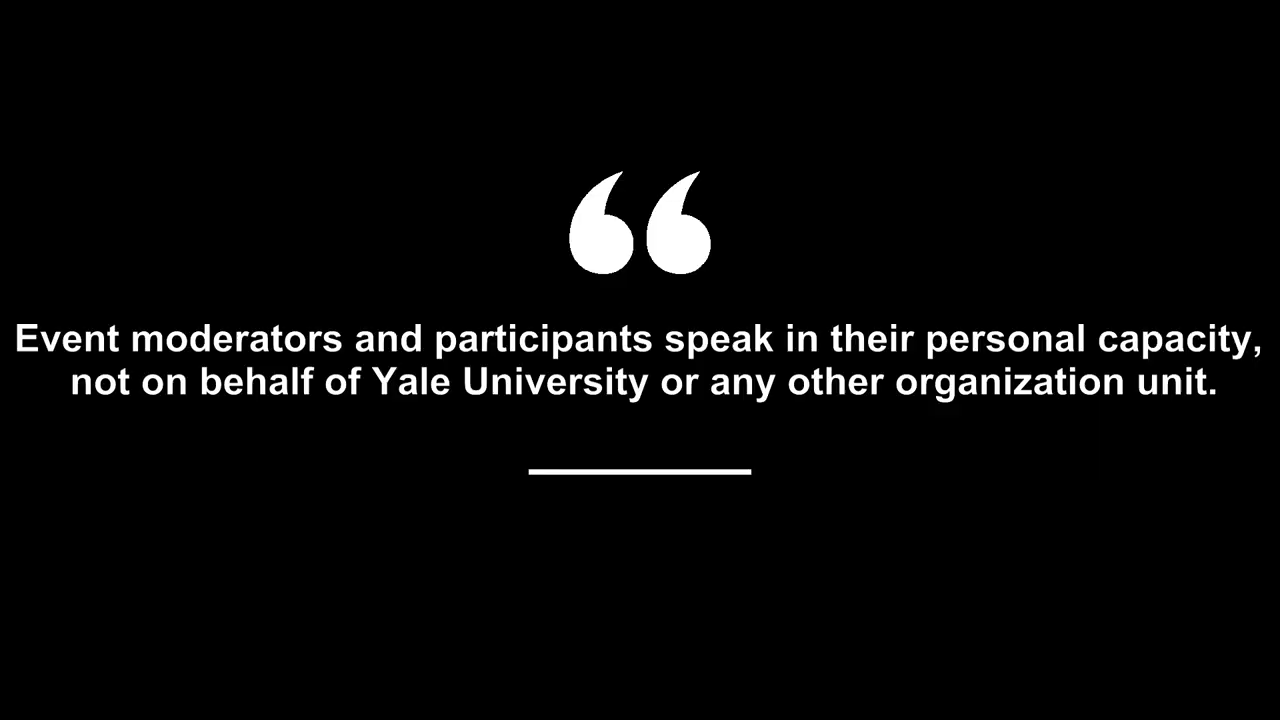 “
Event moderators and participants speak in their personal capacity,
not on behalf of Yale University or any other organization unit.